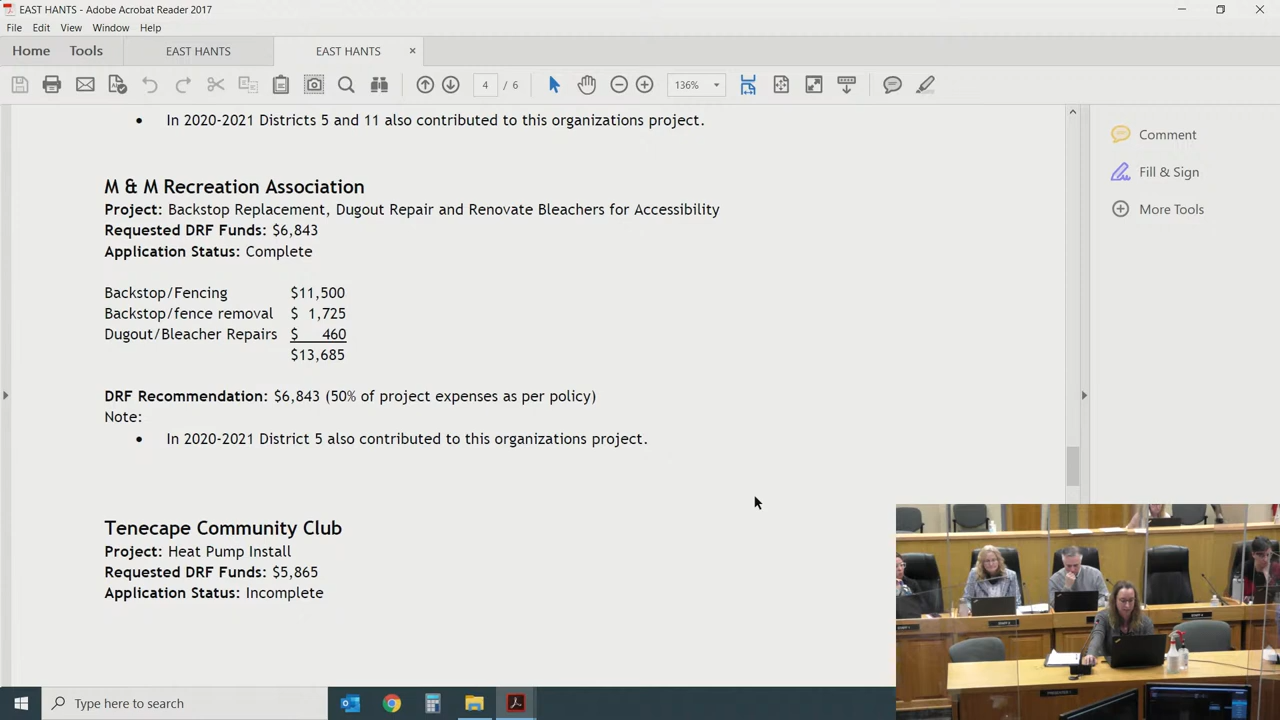 EAST HANTS - Adobe Acrobat Reader 2017
File Edit View Window Help
Home Tools EAST HANTS EAST HANTS ×
4 / 6 136%
• In 2020-2021 Districts 5 and 11 also contributed to this organizations project.
M & M Recreation Association
Project: Backstop Replacement, Dugout Repair and Renovate Bleachers for Accessibility
Requested DRF Funds: $6,843
Application Status: Complete
Backstop/Fencing $11,500
Backstop/fence removal $ 1,725
Dugout/Bleacher Repairs $ 460
$13,685
DRF Recommendation: $6,843 (50% of project expenses as per policy)
Note:
• In 2020-2021 District 5 also contributed to this organizations project.
Tenecape Community Club
Project: Heat Pump Install
Requested DRF Funds: $5,865
Application Status: Incomplete
Comment
Fill & Sign
More Tools
Type here to search